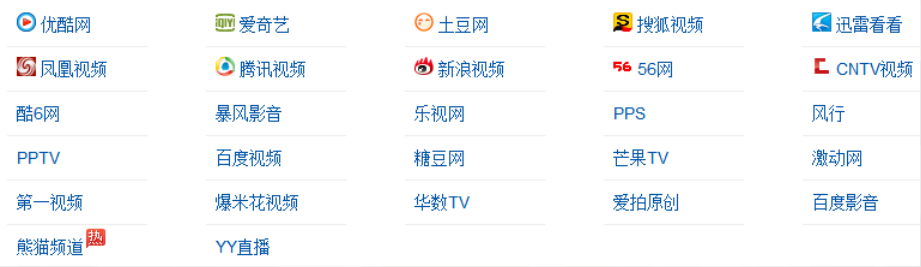 优酷网 爱奇艺 土豆网 搜狐视频 迅雷看看
凤凰视频 腾讯视频 新浪视频 56网 CNTV视频
酷6网 暴风影音 乐视网 PPS 风行
PPTV 百度视频 糖豆网 芒果TV 激动网
第一视频 爆米花视频 华数TV 爱拍原创 百度影音
熊猫频道 热 YY直播